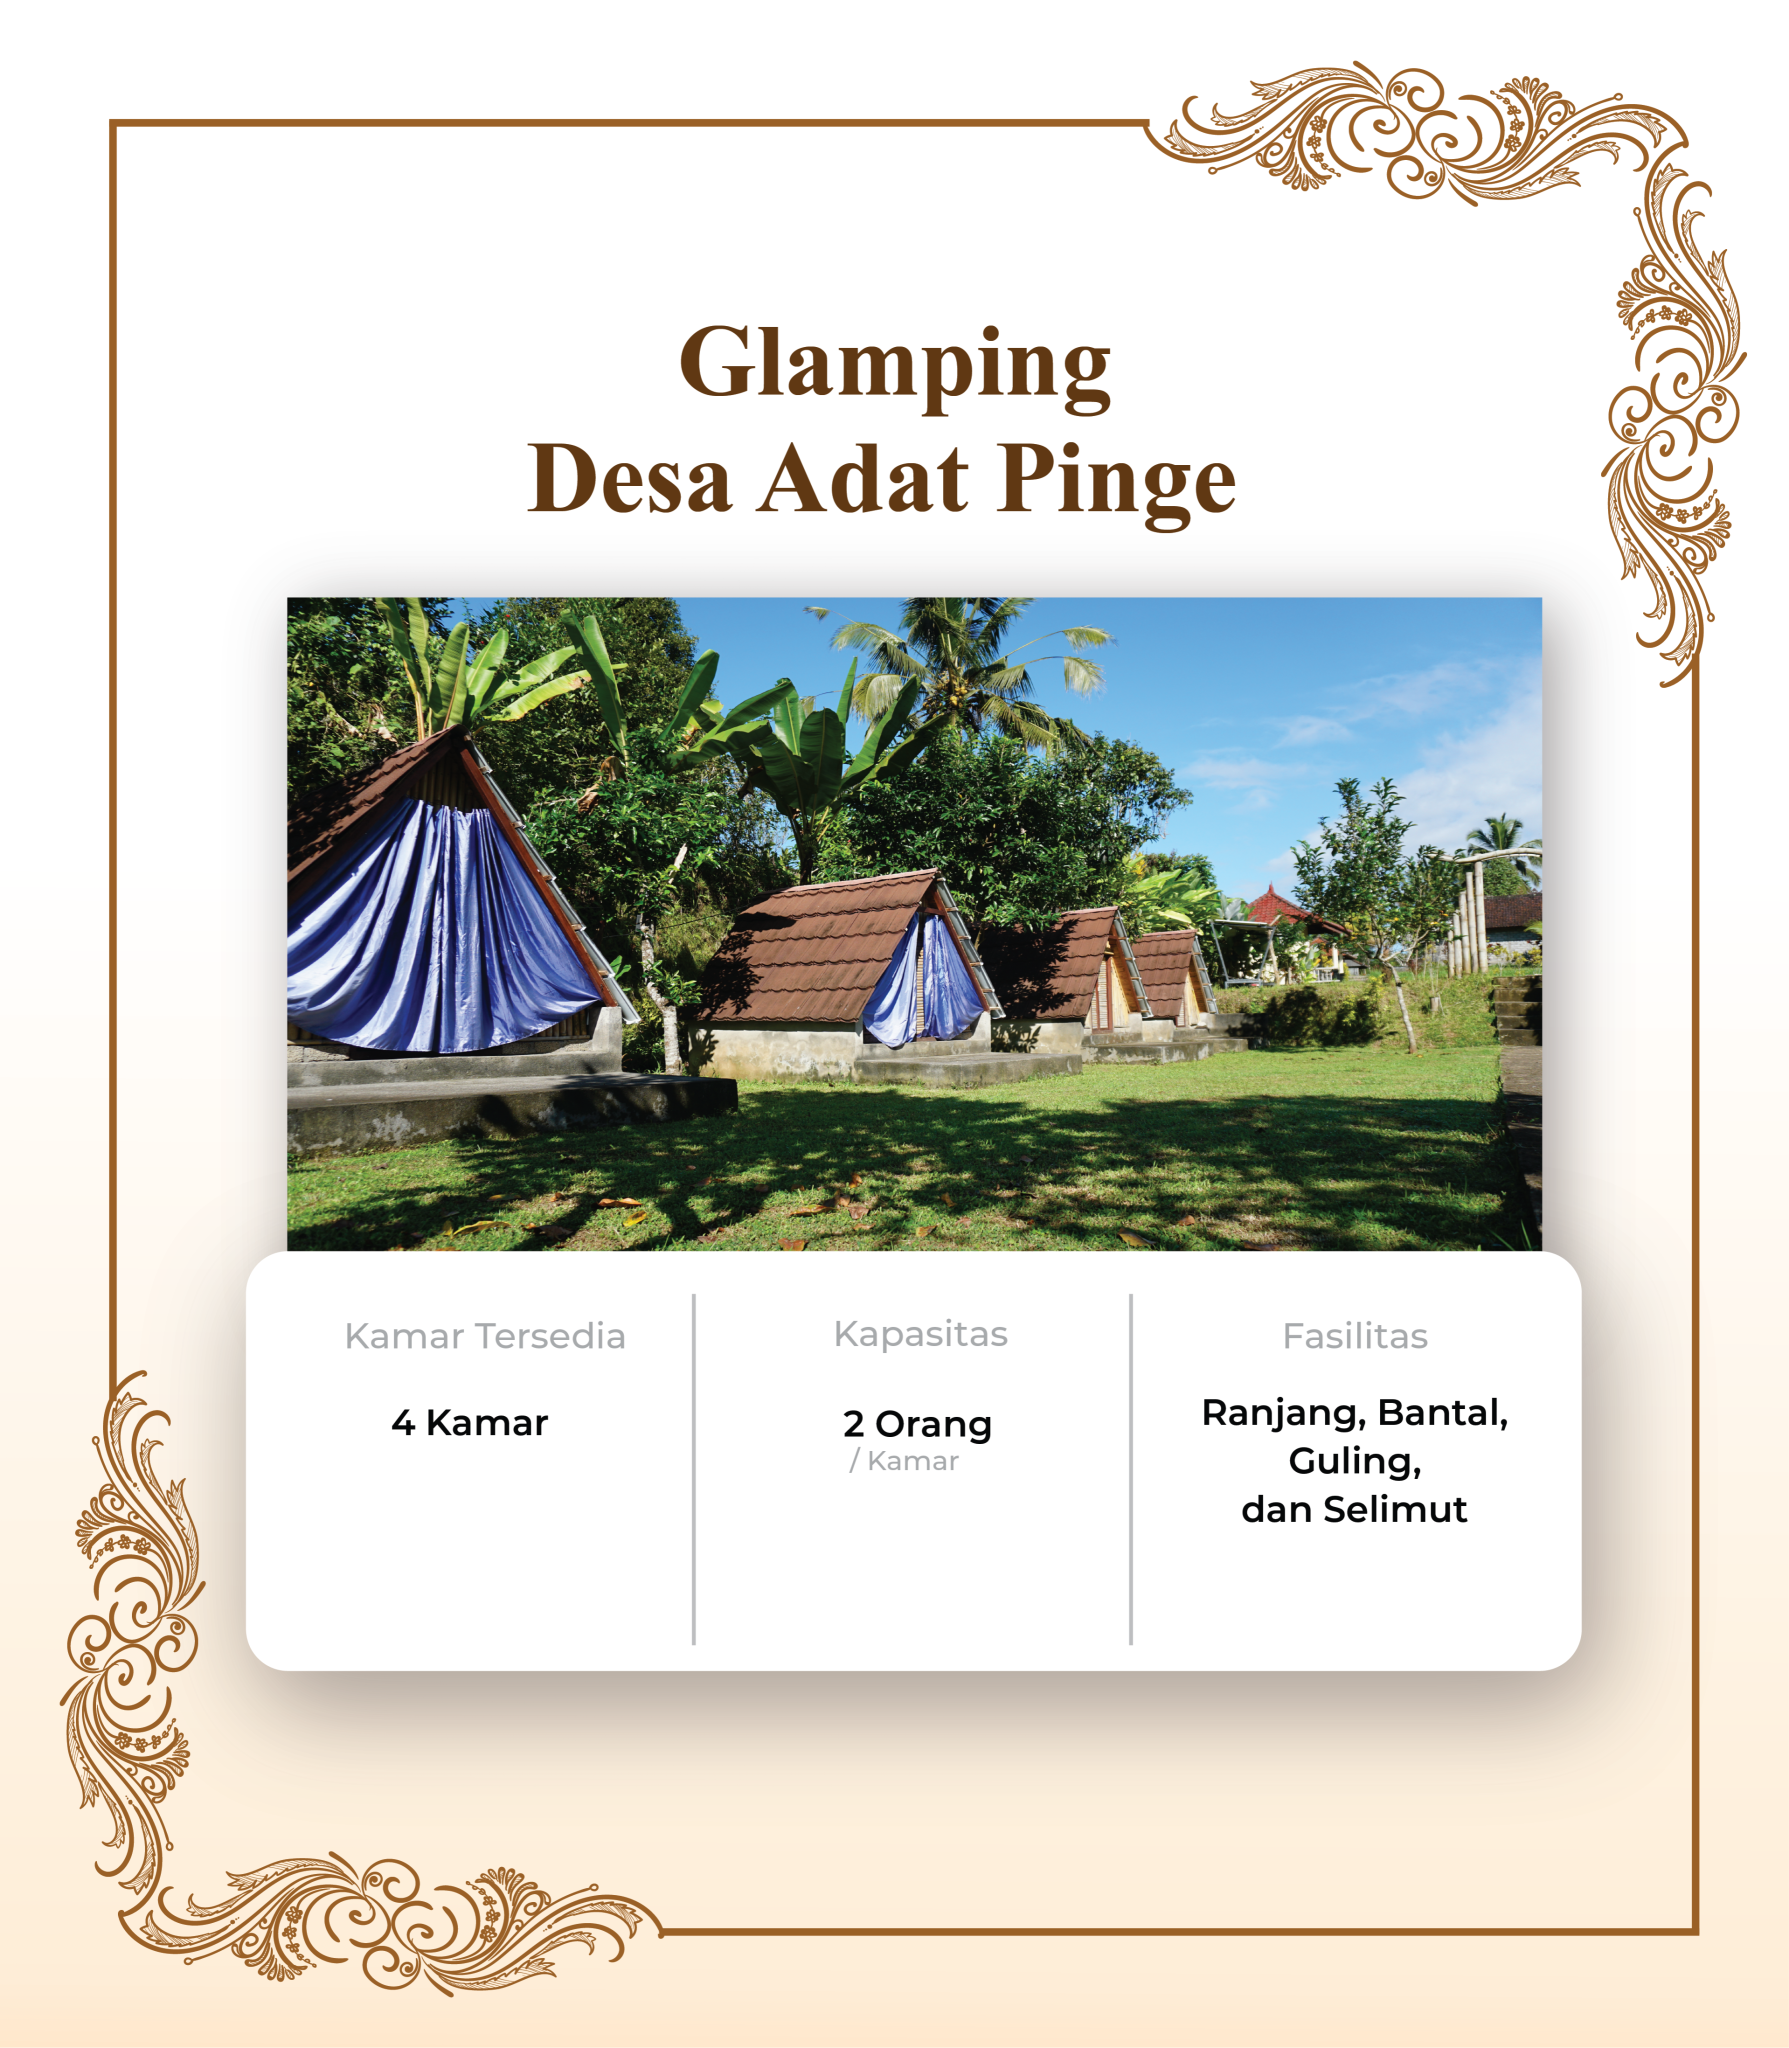 Glamping
Desa Adat Pinge
Kamar Tersedia
4 Kamar
Kapasitas
2 Orang
/ Kamar
Fasilitas
Ranjang, Bantal,
Guling,
dan Selimut